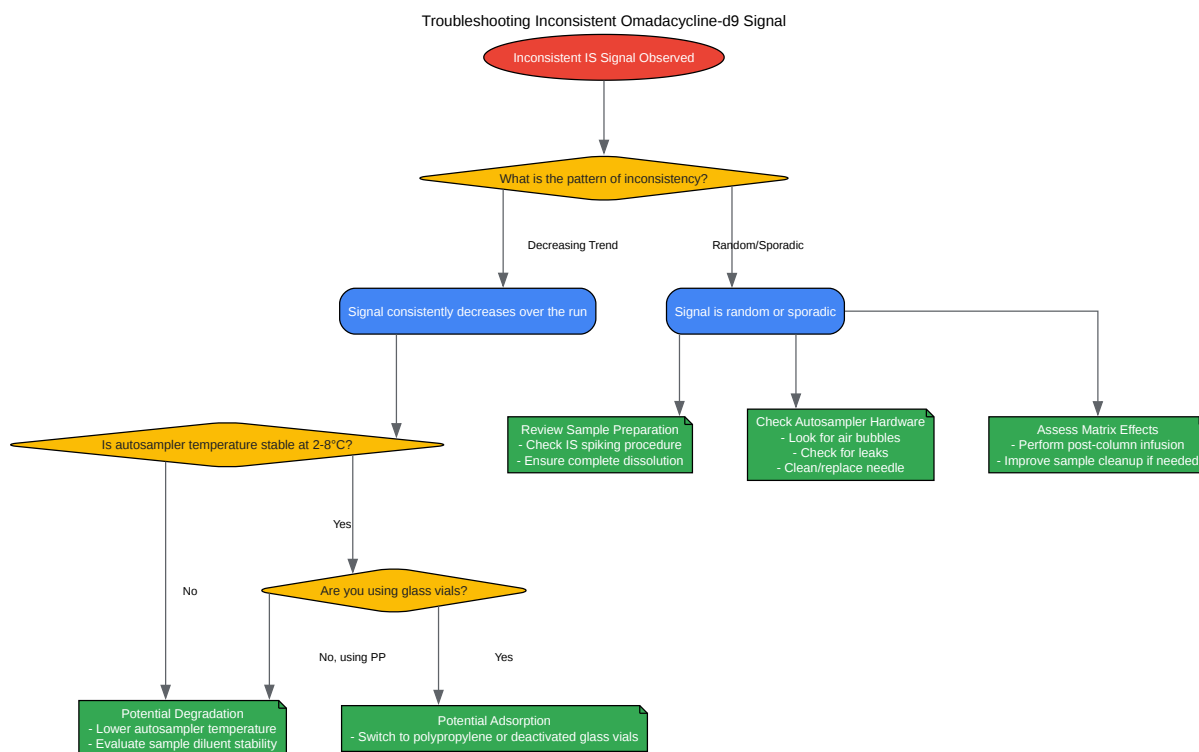 Troubleshooting Inconsistent Omadacycline-d9 Signal
Inconsistent IS Signal Observed
What is the pattern of inconsistency?
Decreasing Trend
Random/Sporadic
Signal consistently decreases over the run
Signal is random or sporadic
Review Sample Preparation
- Check IS spiking procedure
- Ensure complete dissolution
Check Autosampler Hardware
- Look for air bubbles
- Check for leaks
- Clean/replace needle
Assess Matrix Effects
- Perform post-column infusion
- Improve sample cleanup if needed
Is autosampler temperature stable at 2-8°C?
Yes
No
Are you using glass vials?
No, using PP
Yes
Potential Degradation
- Lower autosampler temperature
- Evaluate sample diluent stability
Potential Adsorption
- Switch to polypropylene or deactivated glass vials